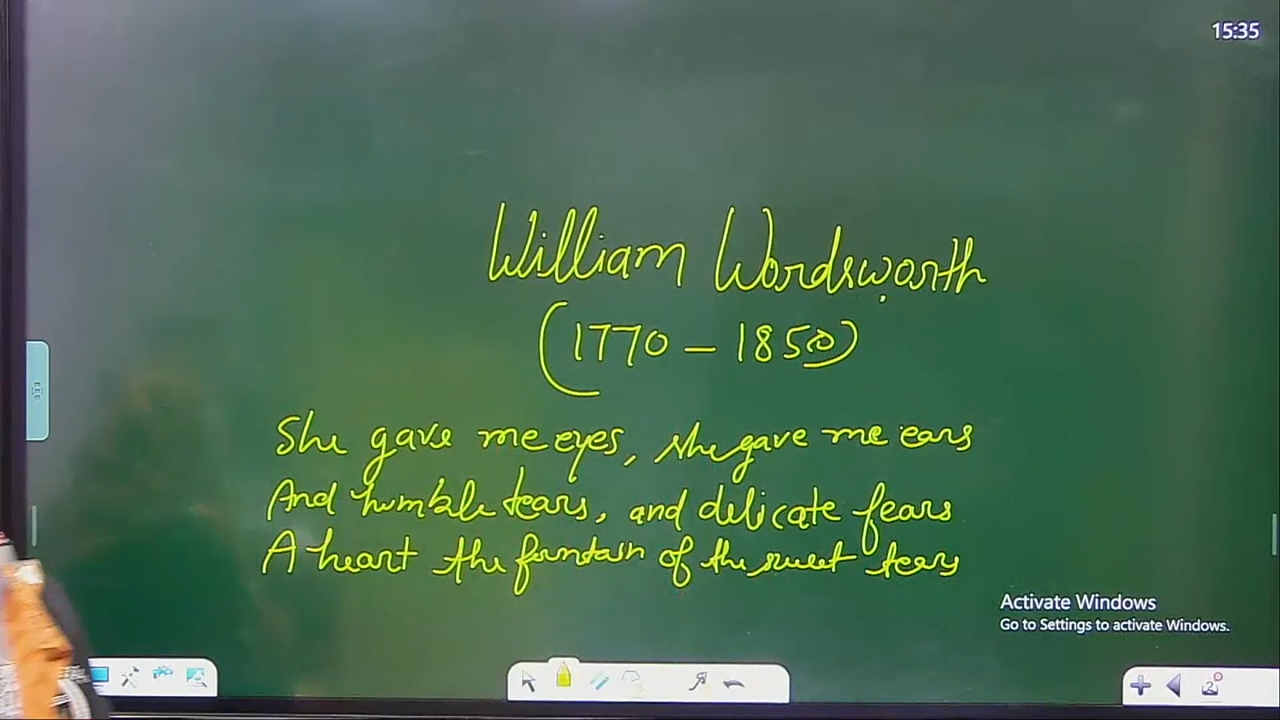 15:35
William Wordsworth
(1770 – 1850)
She gave me eyes, she gave me ears
And humble tears, and delicate fears
A heart the fountain of the sweet tears
Activate Windows
Go to Settings to activate Windows.
2